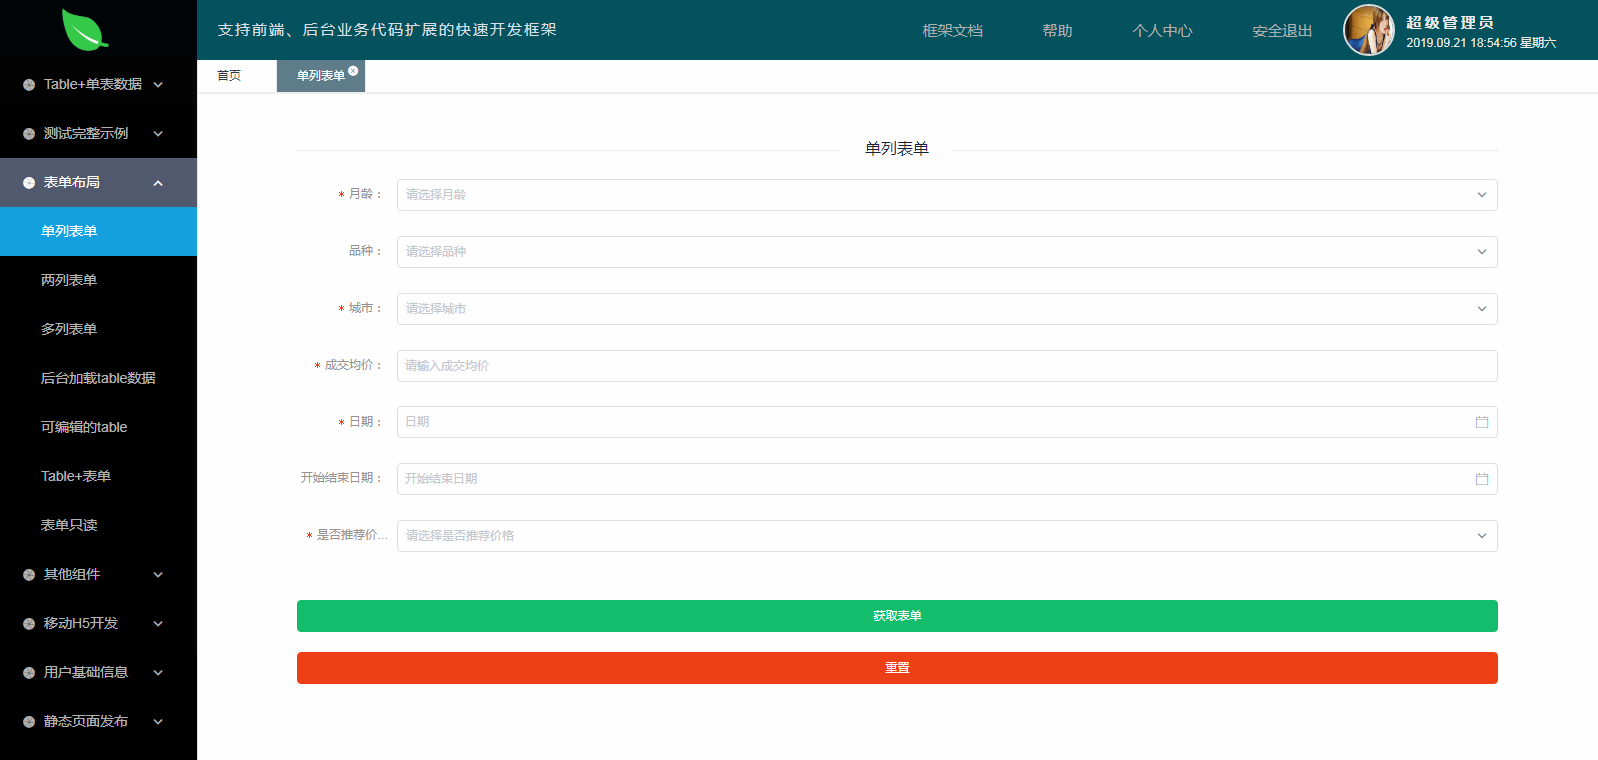 支持前端、后台业务代码扩展的快速开发框架
框架文档
帮助
个人中心
安全退出
超级管理员
2019.09.21 18:54:56 星期六
Table+单表数据
测试完整示例
表单布局
单列表单
两列表单
多列表单
后台加载table数据
可编辑的table
Table+表单
表单只读
其他组件
移动H5开发
用户基础信息
静态页面发布
首页
单列表单
单列表单
* 月龄： 请选择月龄
品种： 请选择品种
* 城市： 请选择城市
* 成交均价： 请输入成交均价
* 日期： 日期
开始结束日期： 开始结束日期
* 是否推荐价... 请选择是否推荐价格
获取表单
重置